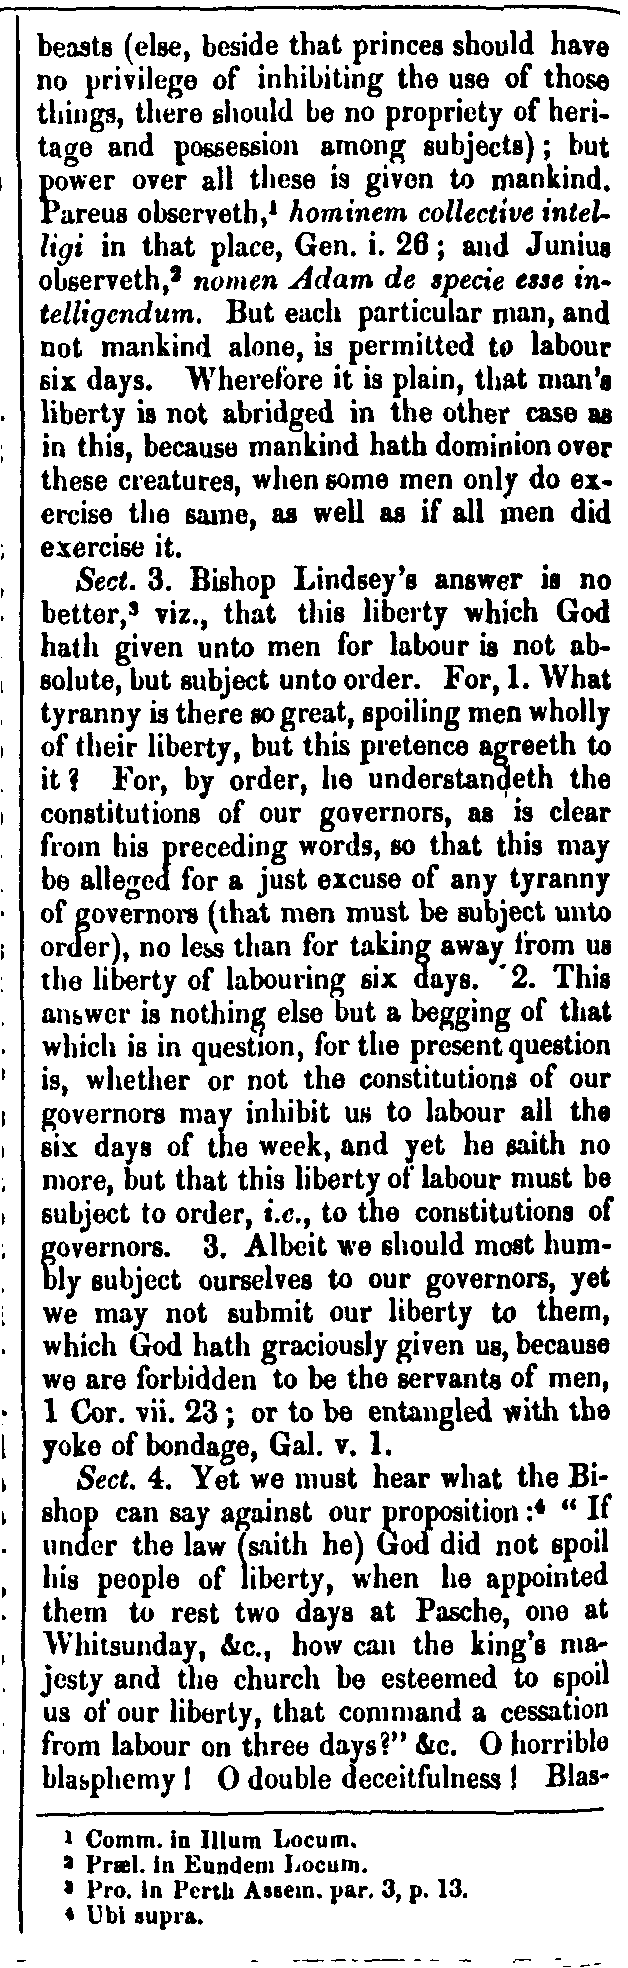 beasts (else, beside that princes should have
no privilege of inhibiting the use of those
things, there should be no propriety of heri-
tage and possession among subjects) ; but
power over all these is given to mankind.
Pareus observeth,¹ hominem collective intel-
ligi in that place, Gen. i. 26 ; and Junius
observeth,² nomen Adam de specie esse in-
telligendum. But each particular man, and
not mankind alone, is permitted to labour
six days. Wherefore it is plain, that man's
liberty is not abridged in the other case as
in this, because mankind hath dominion over
these creatures, when some men only do ex-
ercise the same, as well as if all men did
exercise it.
Sect. 3. Bishop Lindsey's answer is no
better,³ viz., that this liberty which God
hath given unto men for labour is not ab-
solute, but subject unto order. For, 1. What
tyranny is there so great, spoiling men wholly
of their liberty, but this pretence agreeth to
it ? For, by order, he understandeth the
constitutions of our governors, as is clear
from his preceding words, so that this may
be alleged for a just excuse of any tyranny
of governors (that men must be subject unto
order), no less than for taking away from us
the liberty of labouring six days. 2. This
answer is nothing else but a begging of that
which is in question, for the present question
is, whether or not the constitutions of our
governors may inhibit us to labour all the
six days of the week, and yet he saith no
more, but that this liberty of labour must be
subject to order, i.e., to the constitutions of
governors. 3. Albeit we should most hum-
bly subject ourselves to our governors, yet
we may not submit our liberty to them,
which God hath graciously given us, because
we are forbidden to be the servants of men,
1 Cor. vii. 23 ; or to be entangled with the
yoke of bondage, Gal. v. 1.
Sect. 4. Yet we must hear what the Bi-
shop can say against our proposition :⁴ “ If
under the law (saith he) God did not spoil
his people of liberty, when he appointed
them to rest two days at Pasche, one at
Whitsunday, &c., how can the king's ma-
jesty and the church be esteemed to spoil
us of our liberty, that command a cessation
from labour on three days?” &c. O horrible
blasphemy ! O double deceitfulness ! Blas-
¹ Comm. in Illum Locum.
² Præl. in Eundem Locum.
³ Pro. in Perth Assem. par. 3, p. 13.
⁴ Ubi supra.